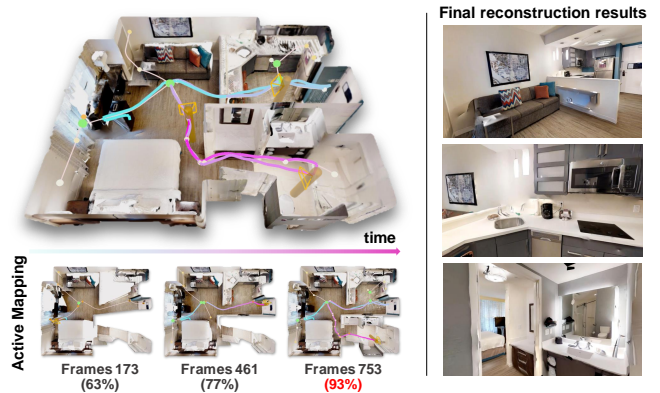 Final reconstruction results
time
Active Mapping
Frames 173
(63%)
Frames 461
(77%)
Frames 753
(93%)